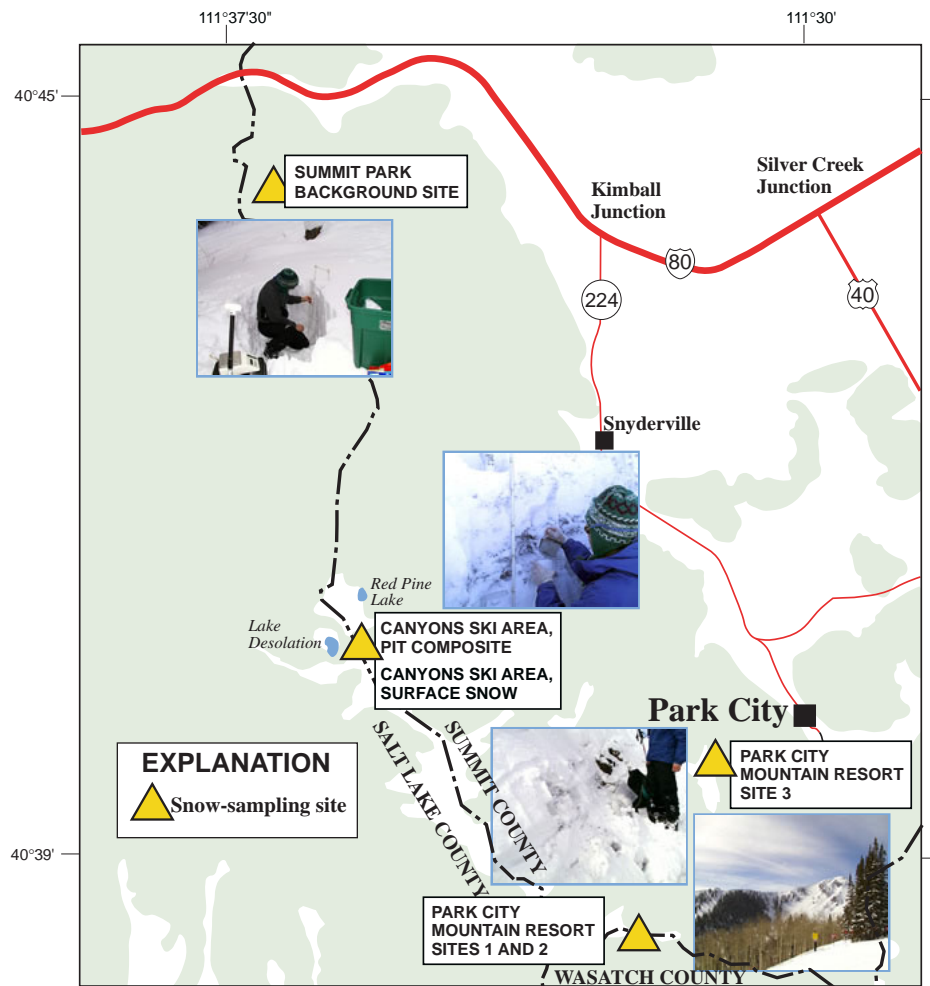 111°37'30"
111°30'
40°45'
SUMMIT PARK
BACKGROUND SITE
Kimball
Junction
Silver Creek
Junction
80
224
40
Snyderville
Red Pine
Lake
Lake
Desolation
CANYONS SKI AREA,
PIT COMPOSITE
CANYONS SKI AREA,
SURFACE SNOW
Park City
SALT LAKE COUNTY
SUMMIT COUNTY
PARK CITY
MOUNTAIN RESORT
SITE 3
EXPLANATION
Snow-sampling site
40°39'
PARK CITY
MOUNTAIN RESORT
SITES 1 AND 2
WASATCH COUNTY